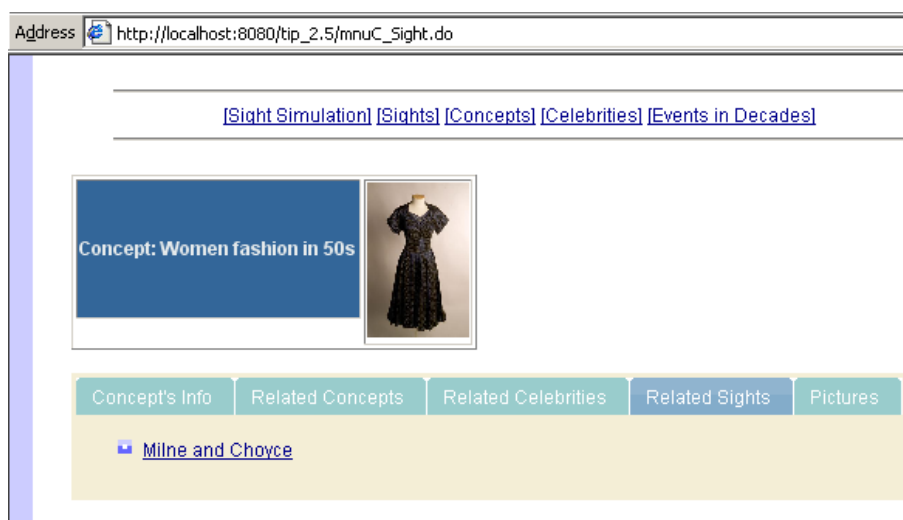 Address http://localhost:8080/tip_2.5/mnuC_Sight.do
[Sight Simulation] [Sights] [Concepts] [Celebrities] [Events in Decades]
Concept: Women fashion in 50s
Concept's Info Related Concepts Related Celebrities Related Sights Pictures
Milne and Choyce